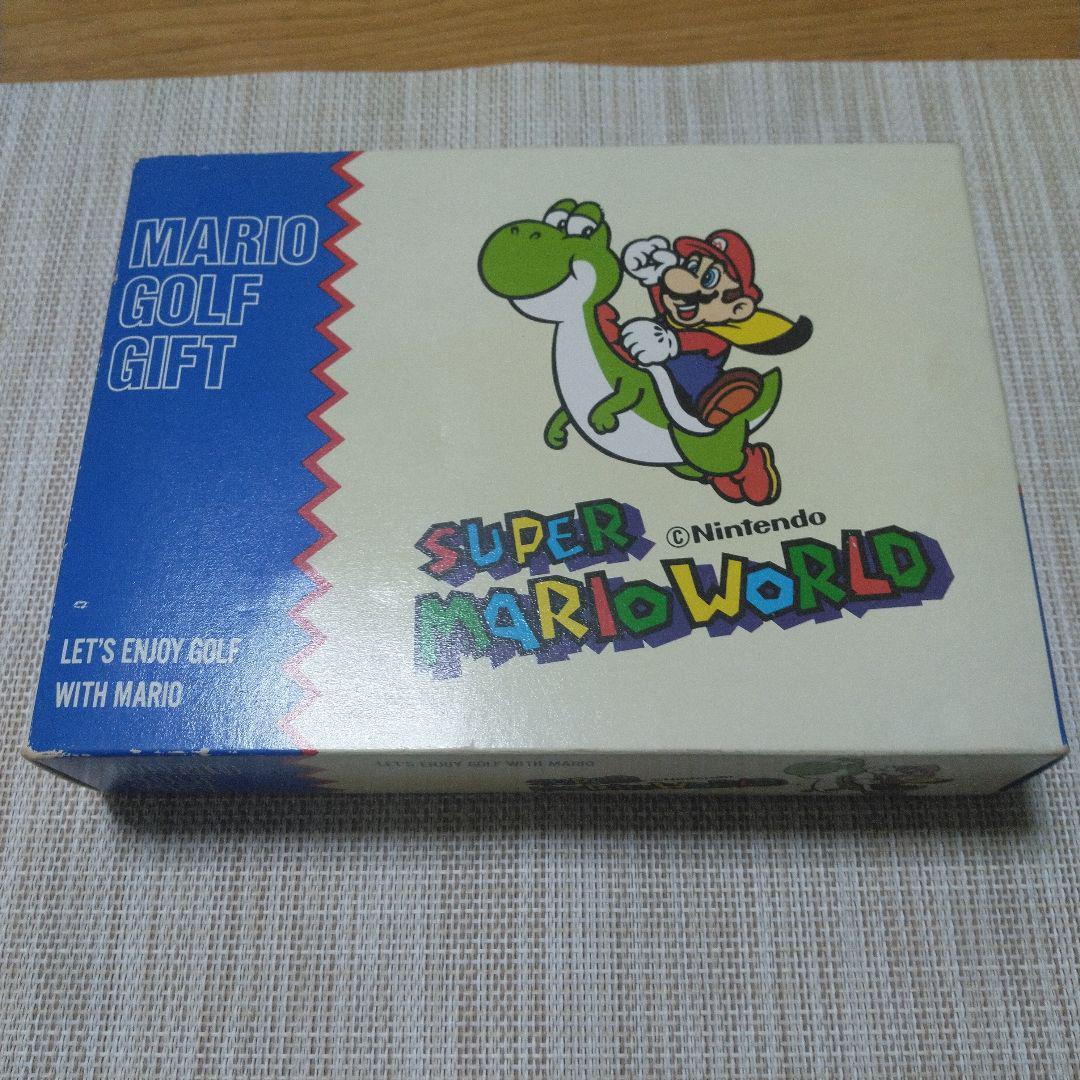 MARIO
GOLF
GIFT
©Nintendo
SUPER
MARIO WORLD
LET'S ENJOY GOLF
WITH MARIO
LET'S ENJOY GOLF WITH MARIO